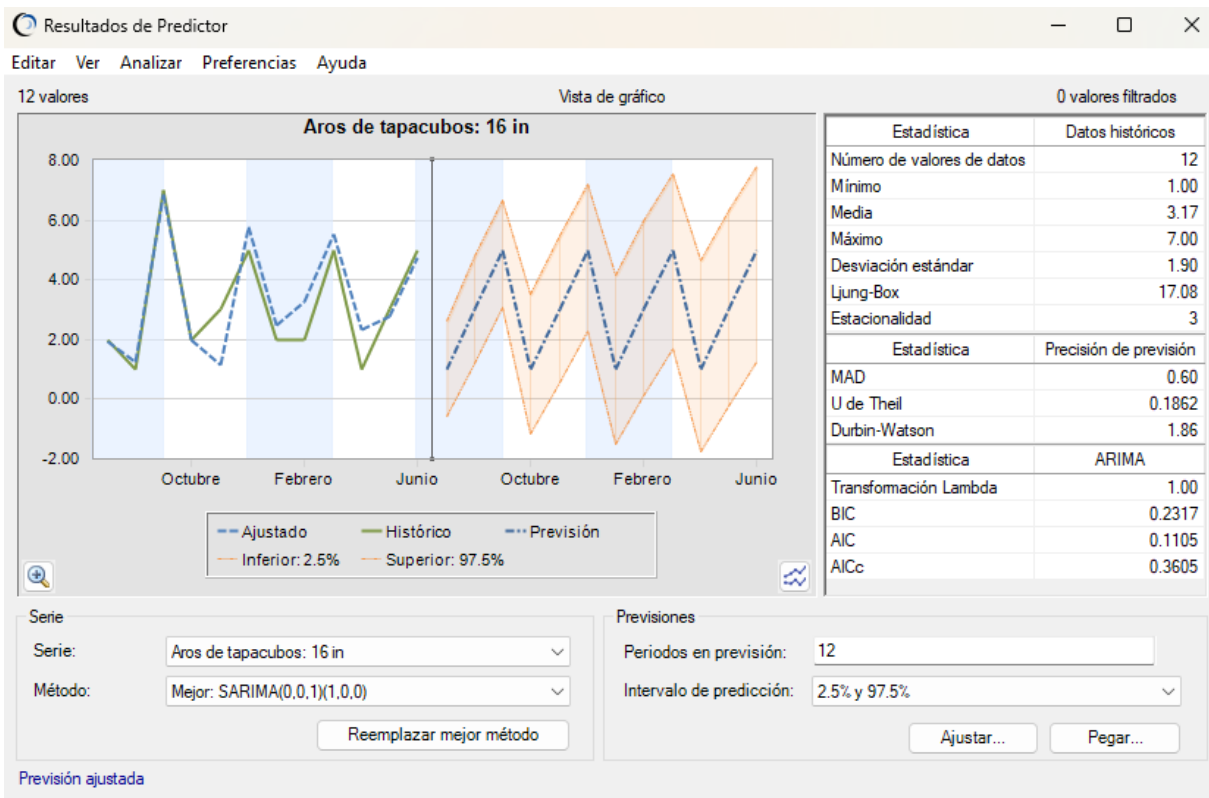 Resultados de Predictor
Editar Ver Analizar Preferencias Ayuda
12 valores Vista de gráfico 0 valores filtrados
Aros de tapacubos: 16 in
8.00
6.00
4.00
2.00
0.00
-2.00
Octubre Febrero Junio Octubre Febrero Junio
Ajustado Histórico Previsión
Inferior: 2.5% Superior: 97.5%
Estadística Datos históricos
Número de valores de datos 12
Mínimo 1.00
Media 3.17
Máximo 7.00
Desviación estándar 1.90
Ljung-Box 17.08
Estacionalidad 3
Estadística Precisión de previsión
MAD 0.60
U de Theil 0.1862
Durbin-Watson 1.86
Estadística ARIMA
Transformación Lambda 1.00
BIC 0.2317
AIC 0.1105
AICc 0.3605
Serie
Serie: Aros de tapacubos: 16 in
Método: Mejor: SARIMA(0,0,1)(1,0,0)
Reemplazar mejor método
Previsiones
Periodos en previsión: 12
Intervalo de predicción: 2.5% y 97.5%
Ajustar... Pegar...
Previsión ajustada